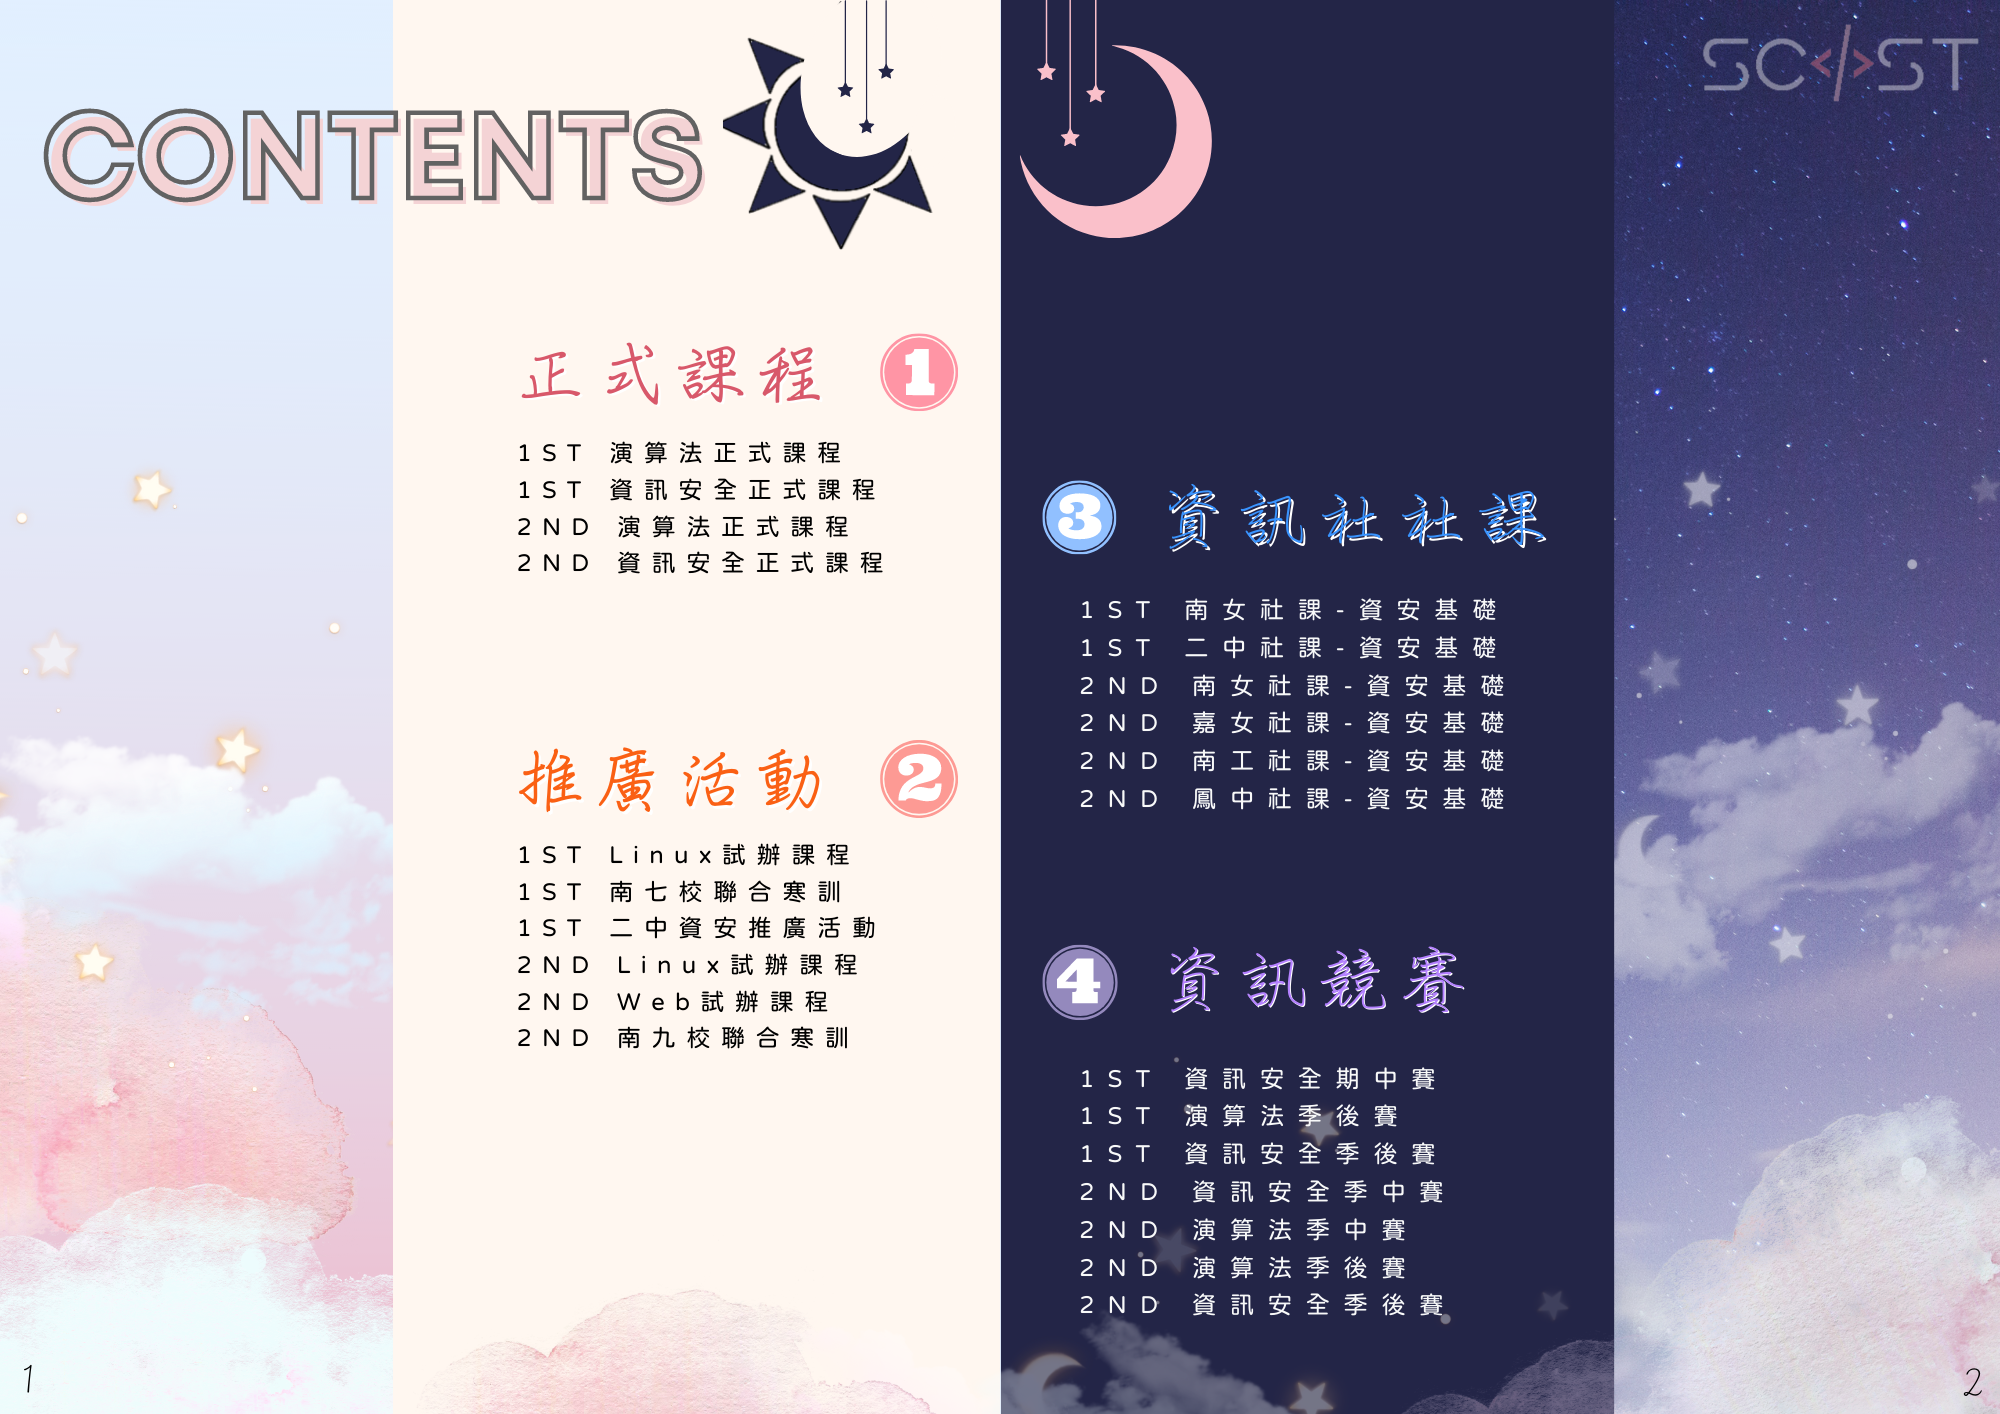 CONTENTS
SC</>ST
正式課程 1
1ST 演算法正式課程
1ST 資訊安全正式課程
2ND 演算法正式課程
2ND 資訊安全正式課程
推廣活動 2
1ST Linux試辦課程
1ST 南七校聯合寒訓
1ST 二中資安推廣活動
2ND Linux試辦課程
2ND Web試辦課程
2ND 南九校聯合寒訓
3 資訊社社課
1ST 南女社課-資安基礎
1ST 二中社課-資安基礎
2ND 南女社課-資安基礎
2ND 嘉女社課-資安基礎
2ND 南工社課-資安基礎
2ND 鳳中社課-資安基礎
4 資訊競賽
1ST 資訊安全期中賽
1ST 演算法季後賽
1ST 資訊安全季後賽
2ND 資訊安全季中賽
2ND 演算法季中賽
2ND 演算法季後賽
2ND 資訊安全季後賽
1
2